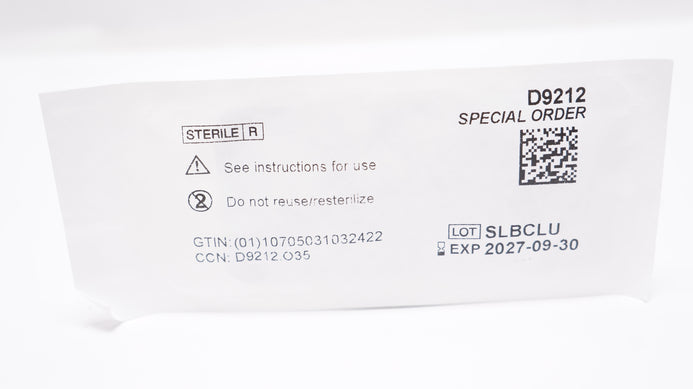 D9212
SPECIAL ORDER
STERILE R
See instructions for use
2 Do not reuse/resterilize
GTIN: (01)10705031032422
CCN: D9212.O35
LOT SLBCLU
EXP 2027-09-30